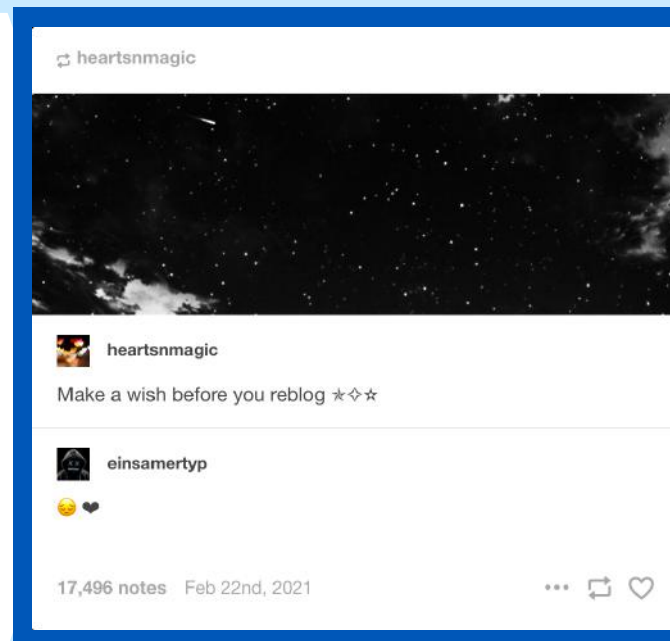 heartsnmagic
heartsnmagic
Make a wish before you reblog ✯✧✮
einsamertyp
😔 ❤
17,496 notes Feb 22nd, 2021